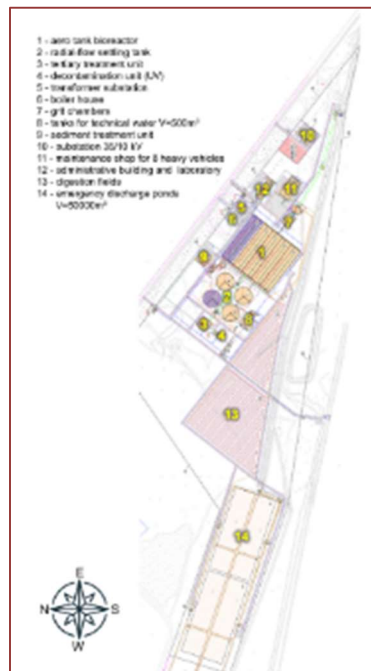 1 - aero tank bioreactor
2 - radial-flow settling tank
3 - tertiary treatment unit
4 - decontamination unit (UV)
5 - transformer substation
6 - boiler house
7 - grit chambers
8 - tanks for technical water V=500m³
9 - sediment treatment unit
10 - substation 35/10 kV
11 - maintenance shop for 8 heavy vehicles
12 - administrative building and laboratory
13 - digestion fields
14 - emergency discharge ponds
V=50000m³
10
12
11
5
6
7
1
9
2
8
3
4
13
14
E
N
S
W